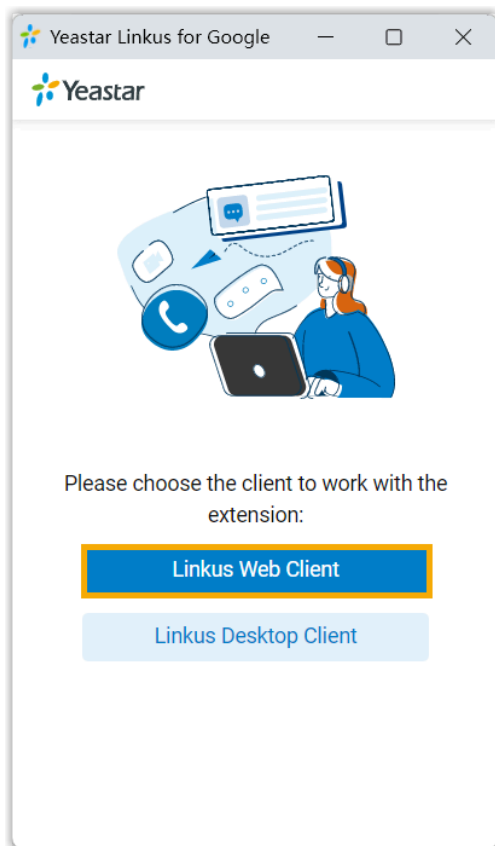 Yeastar Linkus for Google
Yeastar
Please choose the client to work with the
extension:
Linkus Web Client
Linkus Desktop Client